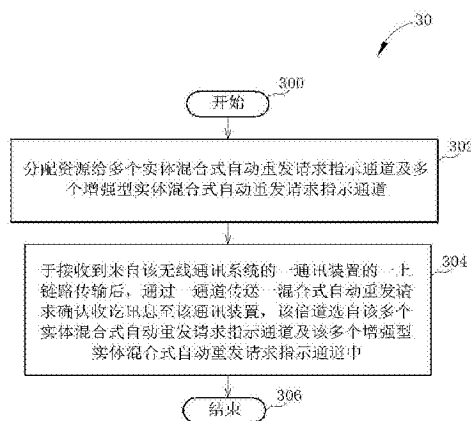 30
300
开始
302
分配资源给多个实体混合式自动重发请求指示通道及多
个增强型实体混合式自动重发请求指示通道
304
于接收到来自该无线通讯系统的一通讯装置的一上
链路传输后，通过一通道传送一混合式自动重发请
求确认收讫讯息至该通讯装置，该信道选自该多个
实体混合式自动重发请求指示通道及该多个增强型
实体混合式自动重发请求指示通道中
结束
306